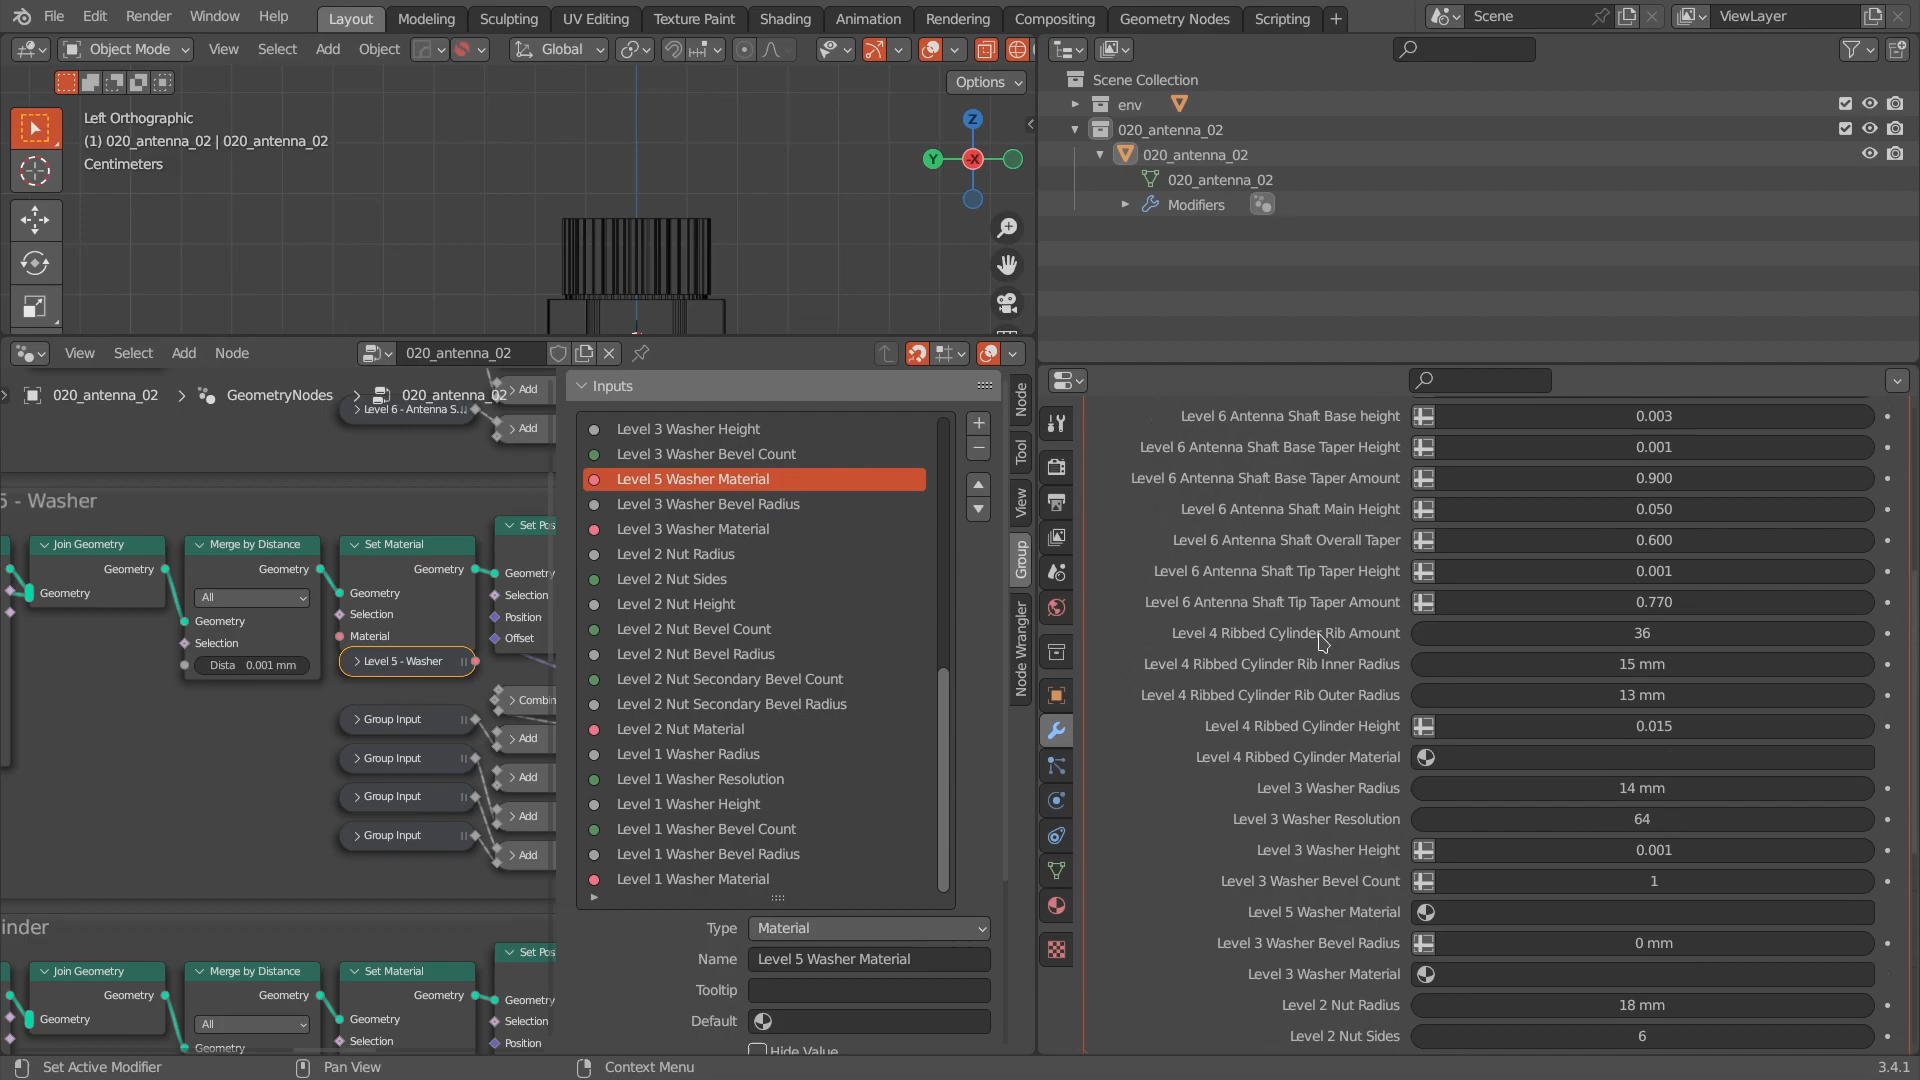 File Edit Render Window Help Layout Modeling Sculpting UV Editing Texture Paint Shading Animation Rendering Compositing Geometry Nodes Scripting + Scene ViewLayer
Object Mode View Select Add Object Global
Options
Left Orthographic
(1) 020_antenna_02 | 020_antenna_02
Centimeters
Z
Y
-X
Scene Collection
env
020_antenna_02
020_antenna_02
020_antenna_02
Modifiers
View Select Add Node 020_antenna_02
020_antenna_02 > GeometryNodes > 020_antenna_02
Level 6 - Antenna S...
Add
Add
5 - Washer
Join Geometry
Geometry
Geometry
Merge by Distance
Geometry
All
Geometry
Selection
Dista 0.001 mm
Set Material
Geometry
Geometry
Selection
Material
Level 5 - Washer
Set Pos
Geometry
Selection
Position
Offset
Group Input
Group Input
Group Input
Group Input
Combin
Add
Add
Add
Add
inder
Join Geometry
Geometry
Geometry
Merge by Distance
Geometry
All
Geometry
Set Material
Geometry
Geometry
Selection
Set Pos
Geometry
Selection
Position
Inputs
Level 3 Washer Height
Level 3 Washer Bevel Count
Level 5 Washer Material
Level 3 Washer Bevel Radius
Level 3 Washer Material
Level 2 Nut Radius
Level 2 Nut Sides
Level 2 Nut Height
Level 2 Nut Bevel Count
Level 2 Nut Bevel Radius
Level 2 Nut Secondary Bevel Count
Level 2 Nut Secondary Bevel Radius
Level 2 Nut Material
Level 1 Washer Radius
Level 1 Washer Resolution
Level 1 Washer Height
Level 1 Washer Bevel Count
Level 1 Washer Bevel Radius
Level 1 Washer Material
Type Material
Name Level 5 Washer Material
Tooltip
Default
Hide Value
Node
Tool
View
Group
Node Wrangler
Level 6 Antenna Shaft Base height 0.003
Level 6 Antenna Shaft Base Taper Height 0.001
Level 6 Antenna Shaft Base Taper Amount 0.900
Level 6 Antenna Shaft Main Height 0.050
Level 6 Antenna Shaft Overall Taper 0.600
Level 6 Antenna Shaft Tip Taper Height 0.001
Level 6 Antenna Shaft Tip Taper Amount 0.770
Level 4 Ribbed Cylinder Rib Amount 36
Level 4 Ribbed Cylinder Rib Inner Radius 15 mm
Level 4 Ribbed Cylinder Rib Outer Radius 13 mm
Level 4 Ribbed Cylinder Height 0.015
Level 4 Ribbed Cylinder Material
Level 3 Washer Radius 14 mm
Level 3 Washer Resolution 64
Level 3 Washer Height 0.001
Level 3 Washer Bevel Count 1
Level 5 Washer Material
Level 3 Washer Bevel Radius 0 mm
Level 3 Washer Material
Level 2 Nut Radius 18 mm
Level 2 Nut Sides 6
Set Active Modifier Pan View Context Menu 3.4.1